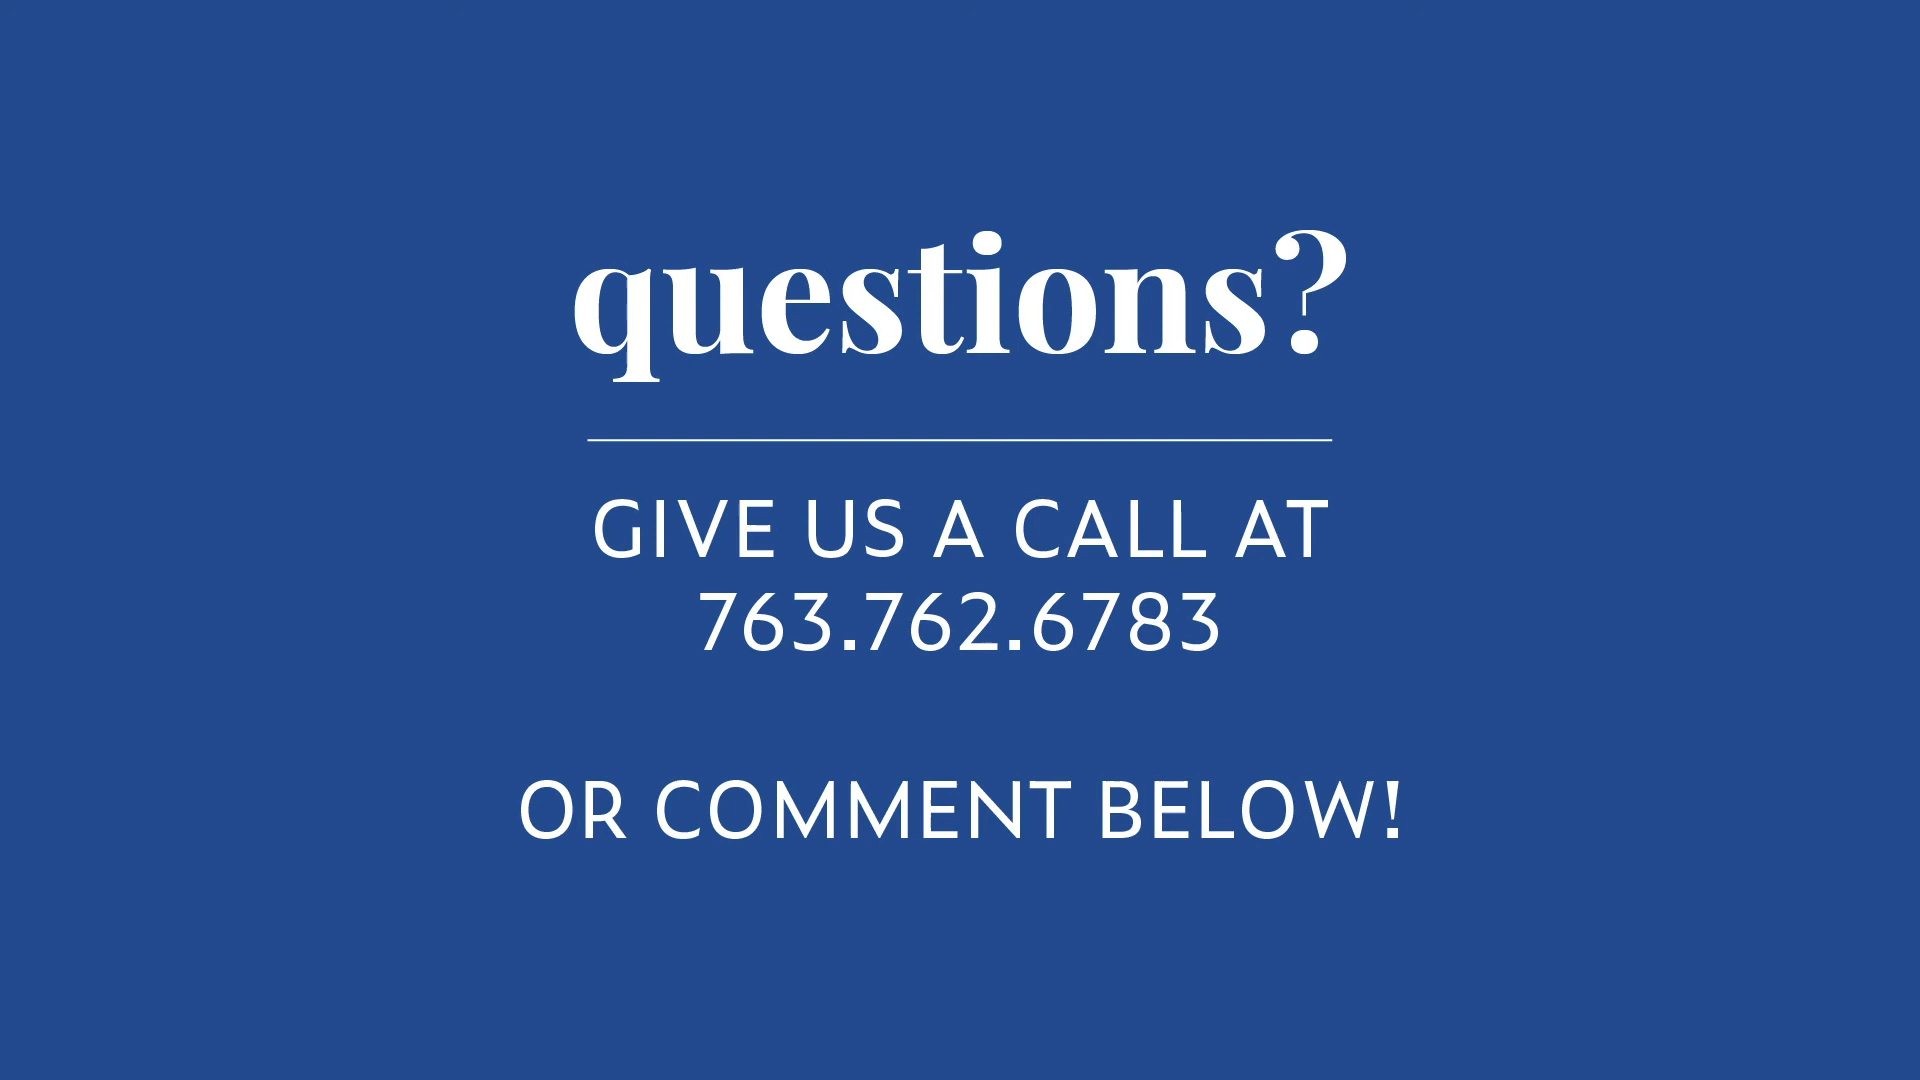 questions?
GIVE US A CALL AT
763.762.6783
OR COMMENT BELOW!